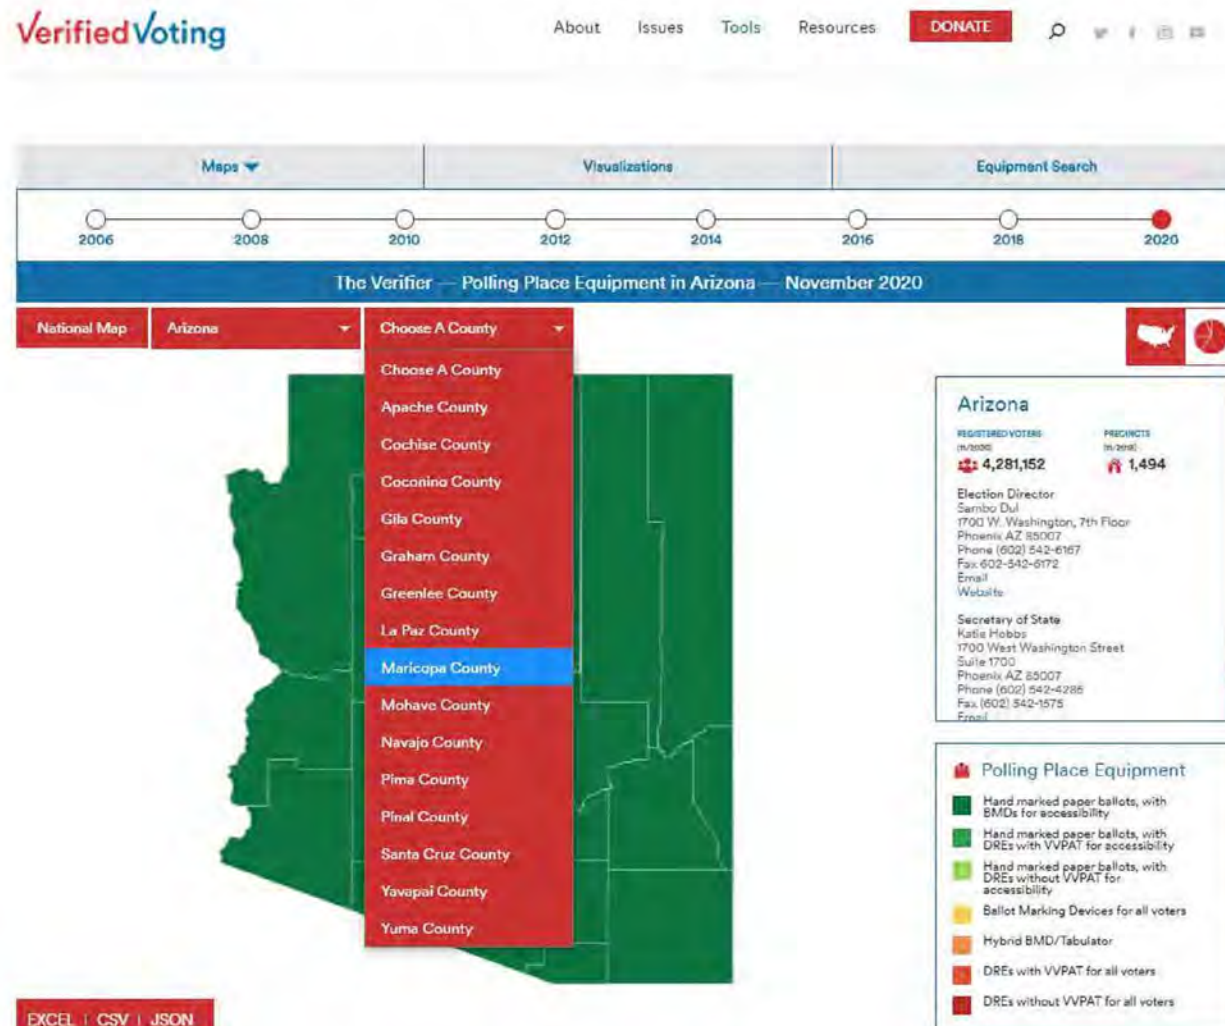 Verified Voting
About Issues Tools Resources DONATE
Maps Visualizations Equipment Search
2006 2008 2010 2012 2014 2016 2018 2020
The Verifier — Polling Place Equipment in Arizona — November 2020
National Map Arizona Choose A County
Choose A County
Apache County
Cochise County
Coconino County
Gila County
Graham County
Greenlee County
La Paz County
Maricopa County
Mohave County
Navajo County
Pima County
Pinal County
Santa Cruz County
Yavapai County
Yuma County
Arizona
REGISTERED VOTERS PRECINCTS
4,281,152 1,494
Election Director
Sambo Dul
1700 W. Washington, 7th Floor
Phoenix AZ 85007
Phone (602) 542-6167
Fax 602-542-6172
Email
Website
Secretary of State
Katie Hobbs
1700 West Washington Street
Suite 1700
Phoenix AZ 85007
Phone (602) 542-4285
Fax (602) 542-1575
Email
Polling Place Equipment
Hand marked paper ballots, with
BMDs for accessibility
Hand marked paper ballots, with
DREs with VVPAT for accessibility
Hand marked paper ballots, with
DREs without VVPAT for
accessibility
Ballot Marking Devices for all voters
Hybrid BMD/Tabulator
DREs with VVPAT for all voters
DREs without VVPAT for all voters
EXCEL | CSV | JSON